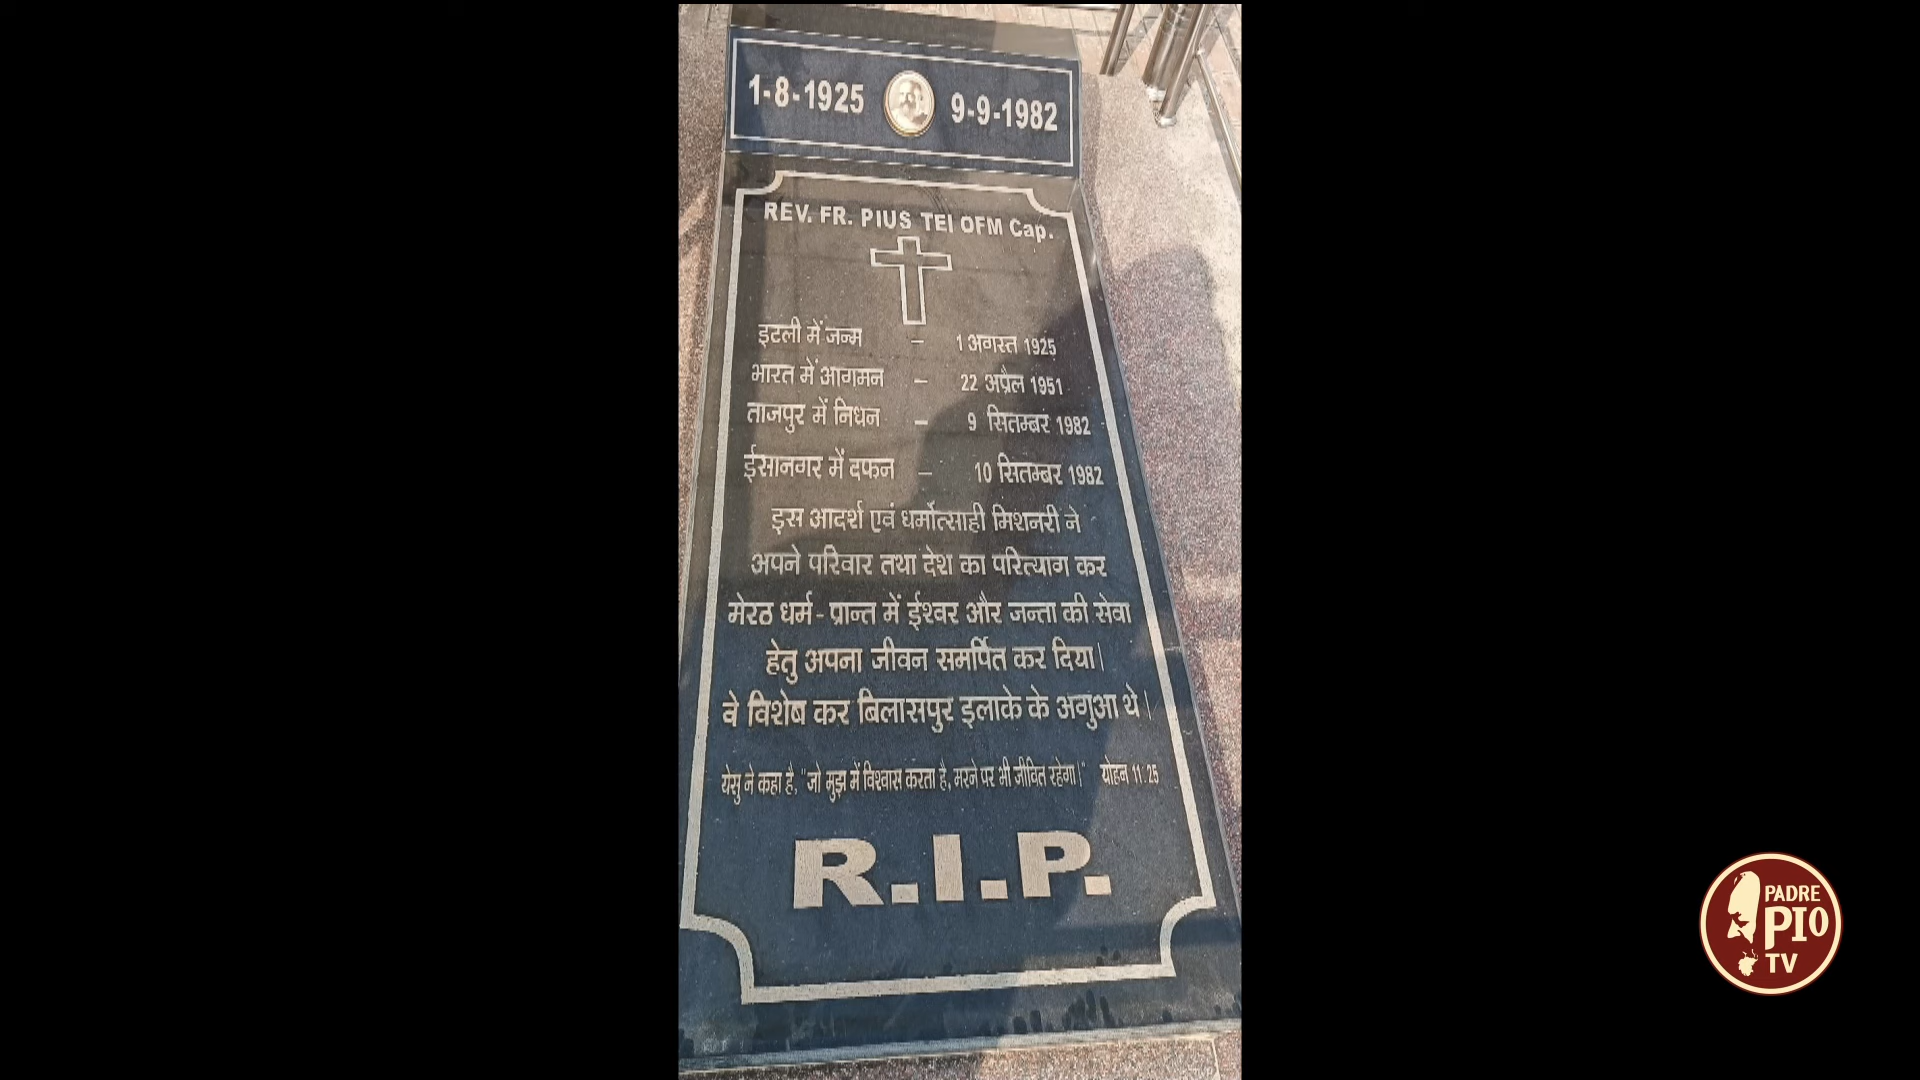 1-8-1925 9-9-1982
REV. FR. PIUS TEI OFM Cap.
इटली में जन्म – 1 अगस्त 1925
भारत में आगमन – 22 अप्रैल 1951
ताजपुर में निधन – 9 सितम्बर 1982
ईसानगर में दफन – 10 सितम्बर 1982
इस आदर्श एवं धर्मोत्साही मिशनरी ने
अपने परिवार तथा देश का परित्याग कर
मेरठ धर्म - प्रान्त में ईश्वर और जन्ता की सेवा
हेतु अपना जीवन समर्पित कर दिया।
वे विशेष कर बिलासपुर इलाके के अगुआ थे।
येसु ने कहा है, "जो मुझ में विश्वास करता है, मरने पर भी जीवित रहेगा।" योहन 11:25
R.I.P.
PADRE
PIO
TV